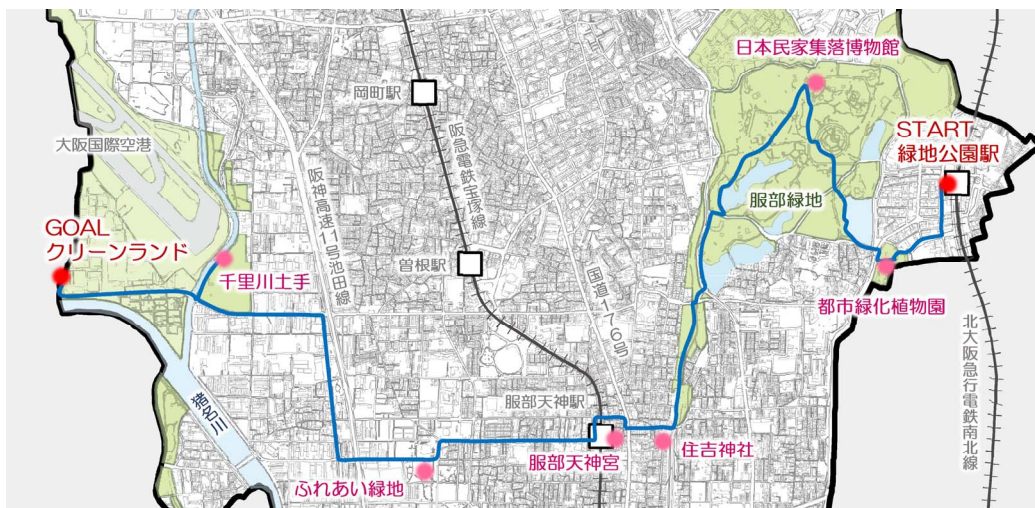 日本民家集落博物館
START
緑地公園駅
岡町駅
阪急電鉄宝塚線
大阪国際空港
阪神高速11号池田線
服部緑地
GOAL
クリーンランド
千里川土手
曽根駅
国道176号
都市緑化植物園
北大阪急行電鉄南北線
猪名川
服部天神駅
服部天神宮
住吉神社
ふれあい緑地